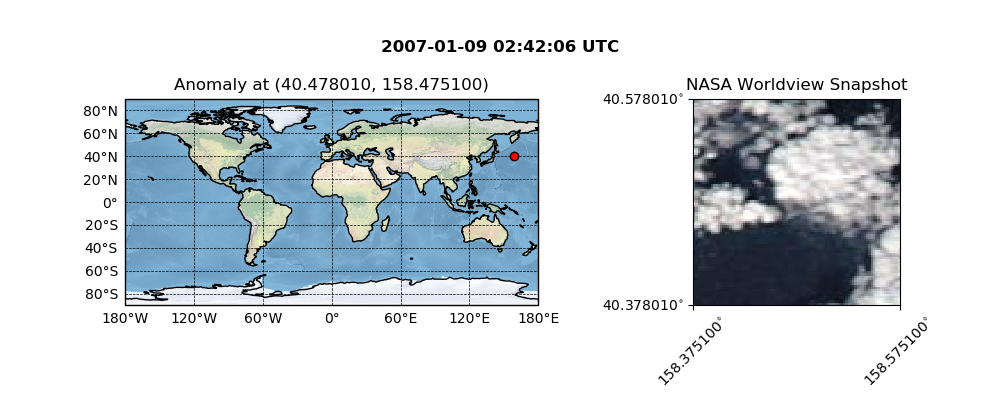 2007-01-09 02:42:06 UTC
Anomaly at (40.478010, 158.475100)
80°N
60°N
40°N
20°N
0°
20°S
40°S
60°S
80°S
180°W 120°W 60°W 0° 60°E 120°E 180°E
NASA Worldview Snapshot
40.578010°
40.378010°
158.375100°
158.575100°